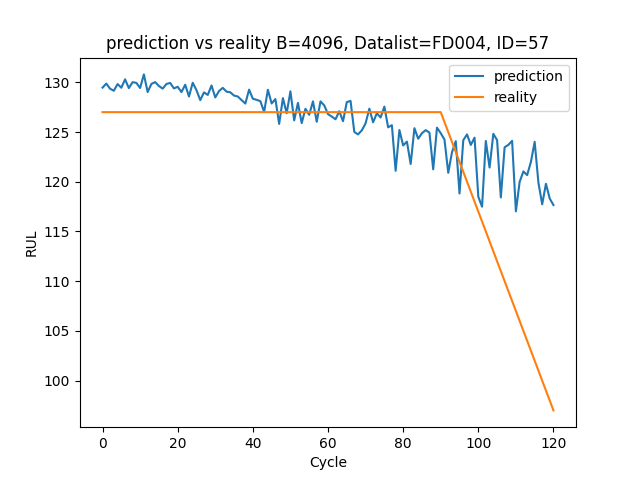 prediction vs reality B=4096, Datalist=FD004, ID=57
prediction
reality
130
125
120
115
110
105
100
RUL
0 20 40 60 80 100 120
Cycle